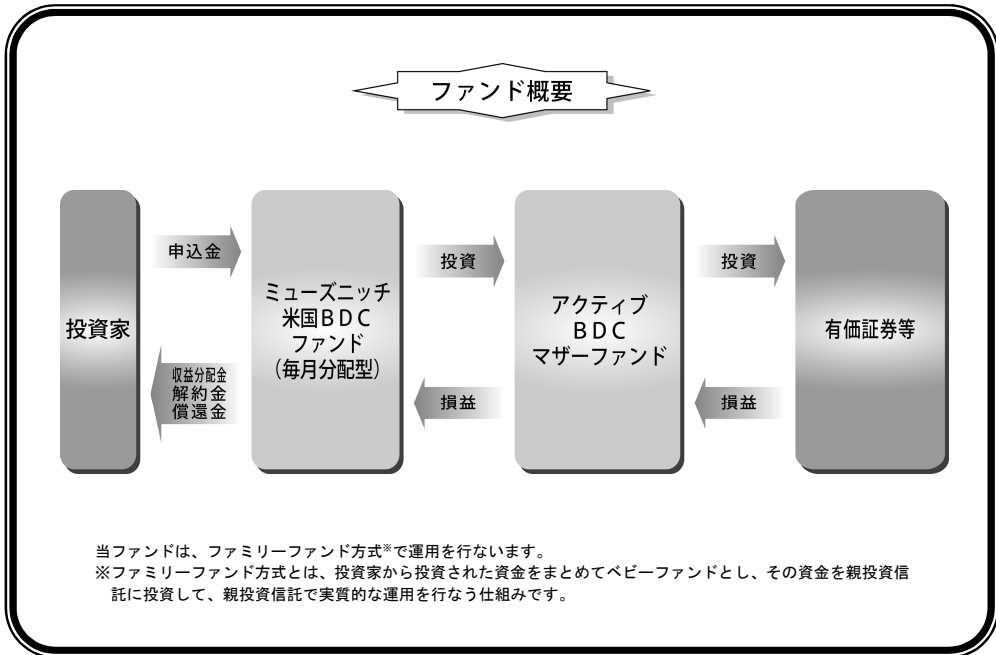 ファンド概要
投資家
申込金
収益分配金
解約金
償還金
ミューズニッチ
米国BDC
ファンド
(毎月分配型)
投資
損益
アクティブ
BDC
マザーファンド
投資
損益
有価証券等
当ファンドは、ファミリーファンド方式※で運用を行ないます。
※ファミリーファンド方式とは、投資家から投資された資金をまとめてベビーファンドとし、その資金を親投資信
託に投資して、親投資信託で実質的な運用を行なう仕組みです。